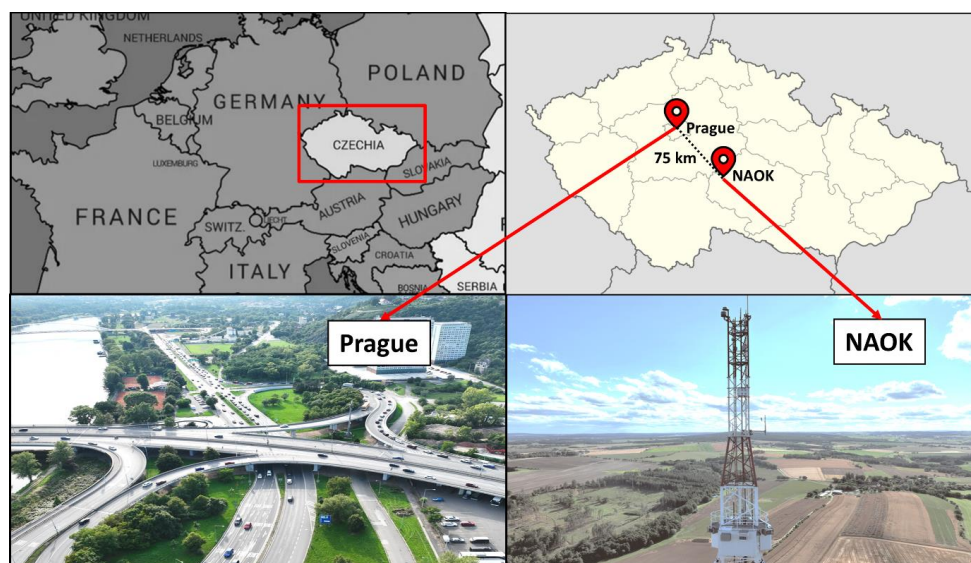 UNITED KINGDOM
NETHERLANDS
POLAND
GERMANY
BELGIUM
CZECHIA
LUXEMBURG
SLOVAKIA
AUSTRIA
FRANCE
LIECHT.
SWITZ.
HUNGARY
SLOVENIA
CROATIA
ITALY
BOSNIA
SERBIA
Prague
75 km
NAOK
Prague
NAOK